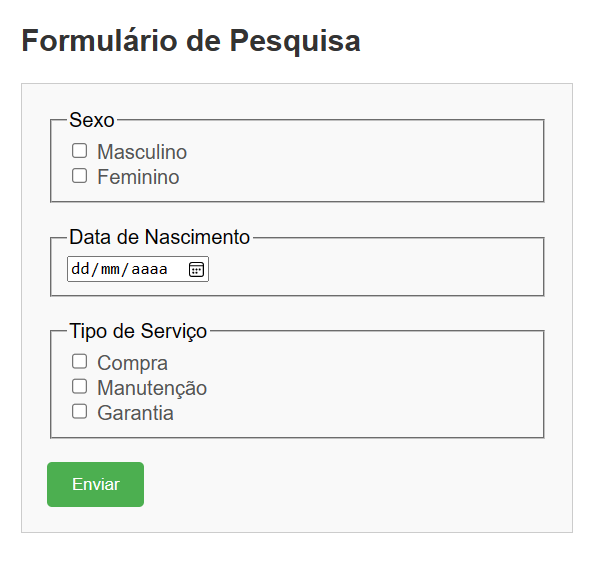 Formulário de Pesquisa
Sexo
Masculino
Feminino
Data de Nascimento
dd/mm/aaaa
Tipo de Serviço
Compra
Manutenção
Garantia
Enviar